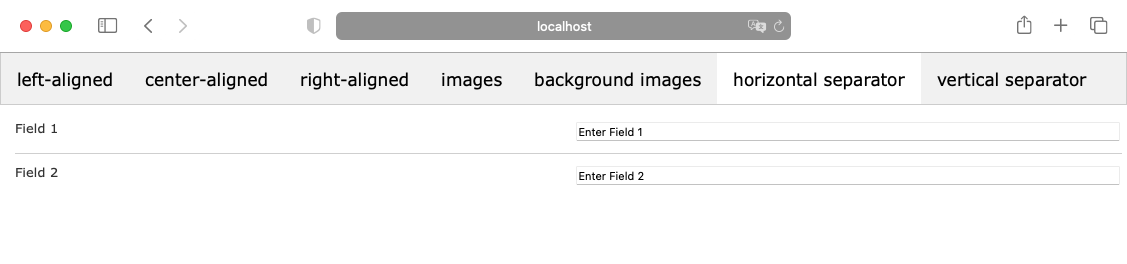 localhost
left-aligned center-aligned right-aligned images background images horizontal separator vertical separator
Field 1 Enter Field 1
Field 2 Enter Field 2